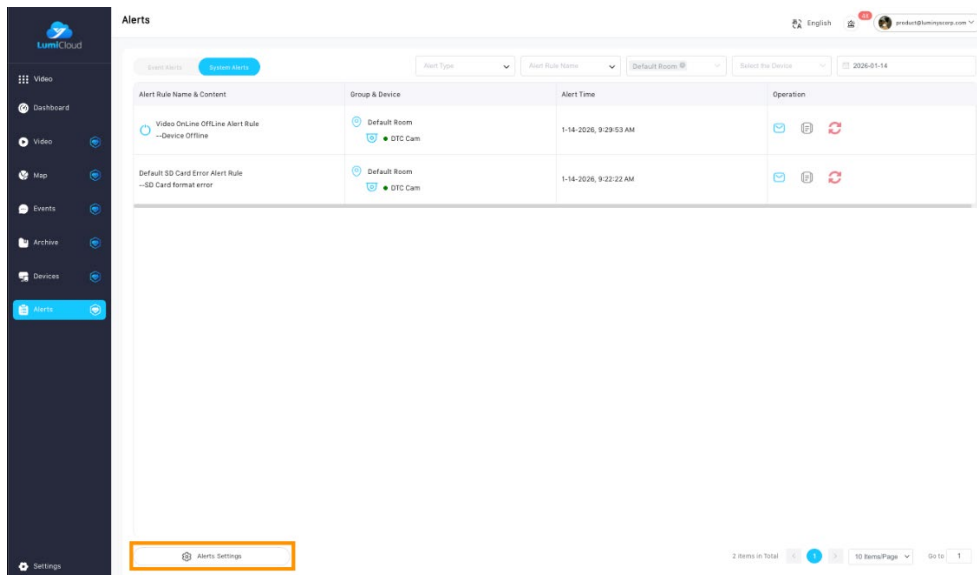 Alerts
English
product@luminyscorp.com
LumiCloud
Event Alerts
System Alerts
Alert Type
Alert Rule Name
Default Room
Select the Device
2026-01-14
Video
Dashboard
Video
Map
Events
Archive
Devices
Alerts
Settings
Alert Rule Name & Content
Group & Device
Alert Time
Operation
Video OnLine OffLine Alert Rule
--Device Offline
Default Room
DTC Cam
1-14-2026, 9:29:53 AM
Default SD Card Error Alert Rule
--SD Card format error
Default Room
DTC Cam
1-14-2026, 9:22:22 AM
Alerts Settings
2 items in Total
1
10 Items/Page
Go to
1